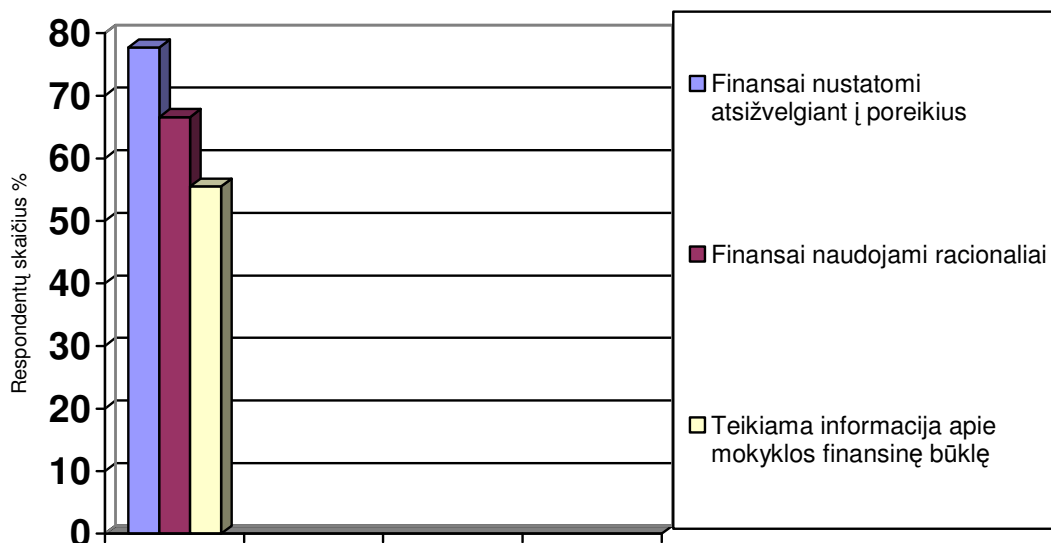 80
70
60
50
40
30
20
10
0
Respondentų skaičius %
Finansai nustatomi
atsižvelgiant į poreikius
Finansai naudojami racionaliai
Teikiama informacija apie
mokyklos finansinę būklę